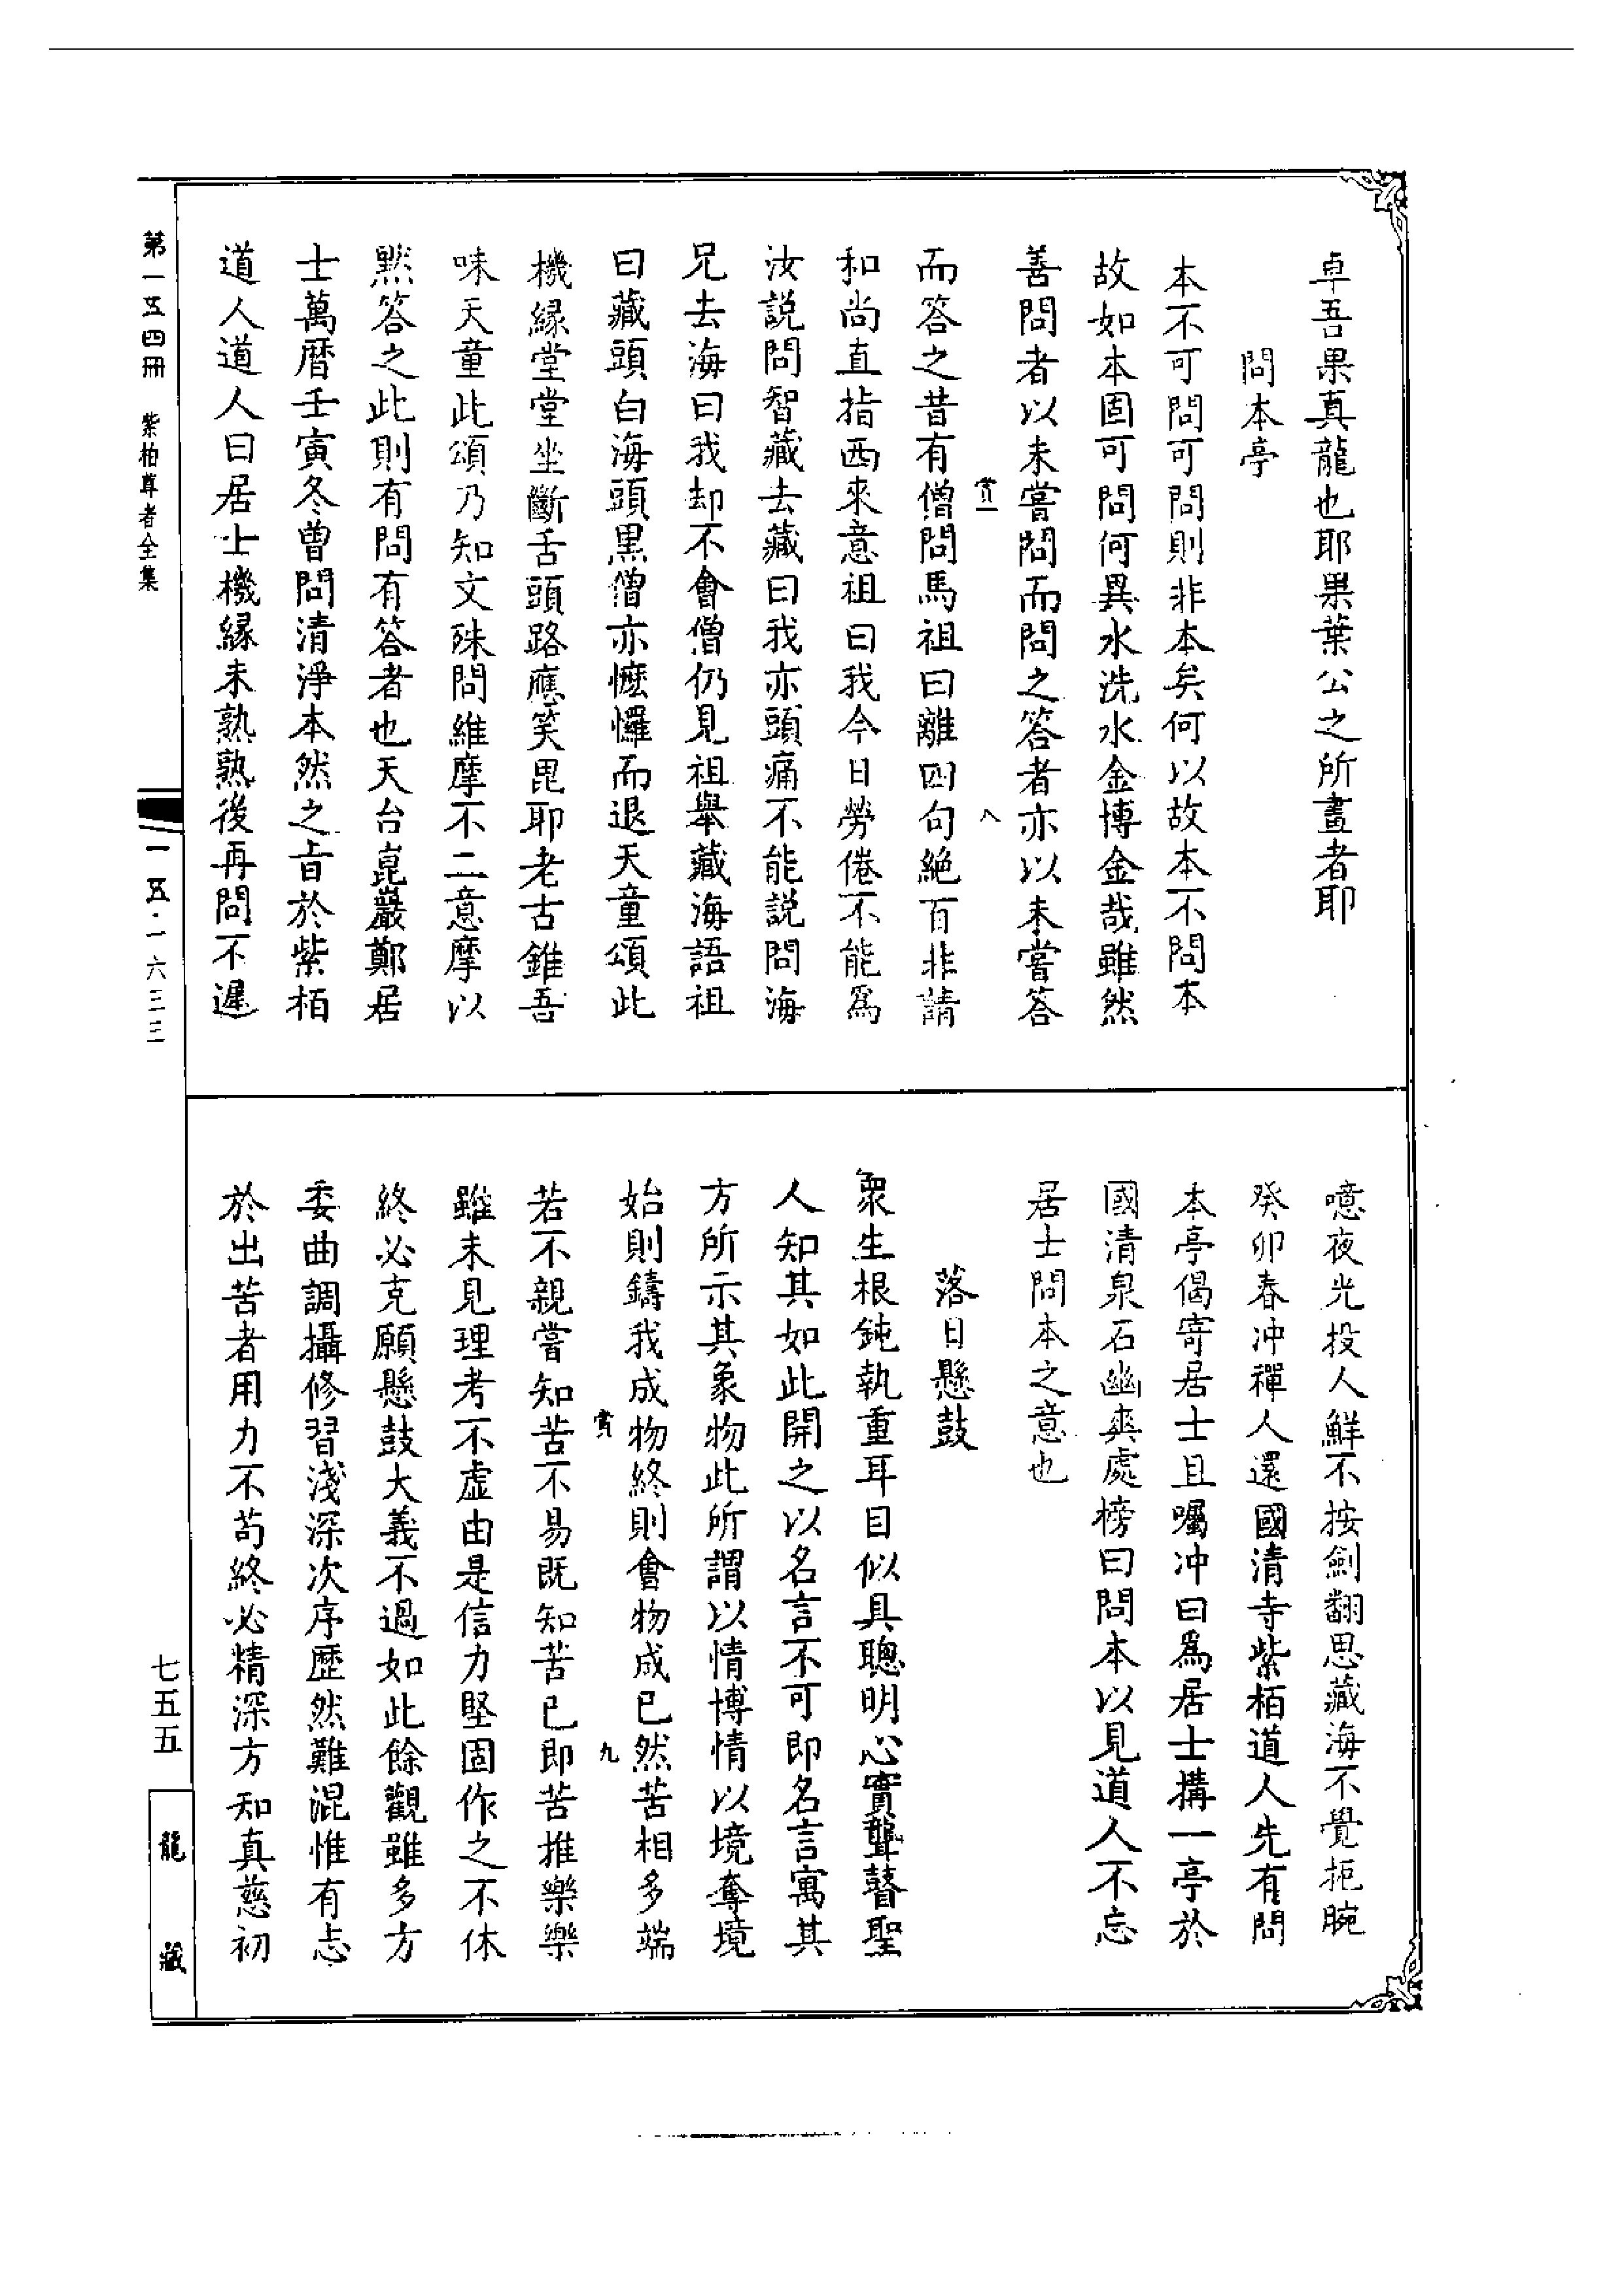 卓吾果真龍也耶果葉公之所畫者耶
問本亭
本不可問可問則非本矣何以故本不問本
故如本固可問何異水洗水金博金哉雖然
善問者以未嘗問而問之答者亦以未嘗答
賞一
八
而答之昔有僧問馬祖曰離四句絶百非請
和尚直指西來意祖曰我今日勞倦不能爲
汝説問智藏去藏曰我亦頭痛不能説問海
兄去海曰我却不會僧仍見祖舉藏海語祖
曰藏頭白海頭黒僧亦㦬㦬而退天童頌此
機縁堂堂坐斷舌頭路應笑毘耶老古錐吾
味天童此頌乃知文殊問維摩不二意摩以
黙答之此則有問有答者也天台崑巖鄭居
士萬曆壬寅冬曾問清淨本然之旨於紫栢
道人道人曰居士機縁未熟熟後再問不遲
噫夜光投人鮮不按劍翻思藏海不覺扼腕
癸卯春冲禪人還國清寺紫栢道人先有問
本亭偈寄居士且囑冲曰爲居士搆一亭於
國清泉石幽爽處榜曰問本以見道人不忘
居士問本之意也
落日懸鼓
衆生根鈍執重耳目似具聰明心實聾瞽聖
人知其如此開之以名言不可即名言寓其
方所示其象物此所謂以情博情以境奪境
始則鑄我成物終則會物成已然苦相多端
賞
九
若不親嘗知苦不易既知苦已即苦推樂樂
雖未見理考不虚由是信力堅固作之不休
終必克願懸鼓大義不過如此餘觀雖多方
委曲調攝修習淺深次序歷然難混惟有志
於出苦者用力不苟終必精深方知真慈初
第一五四冊 紫柏尊者全集
一五·一六三三
七五五
龍藏